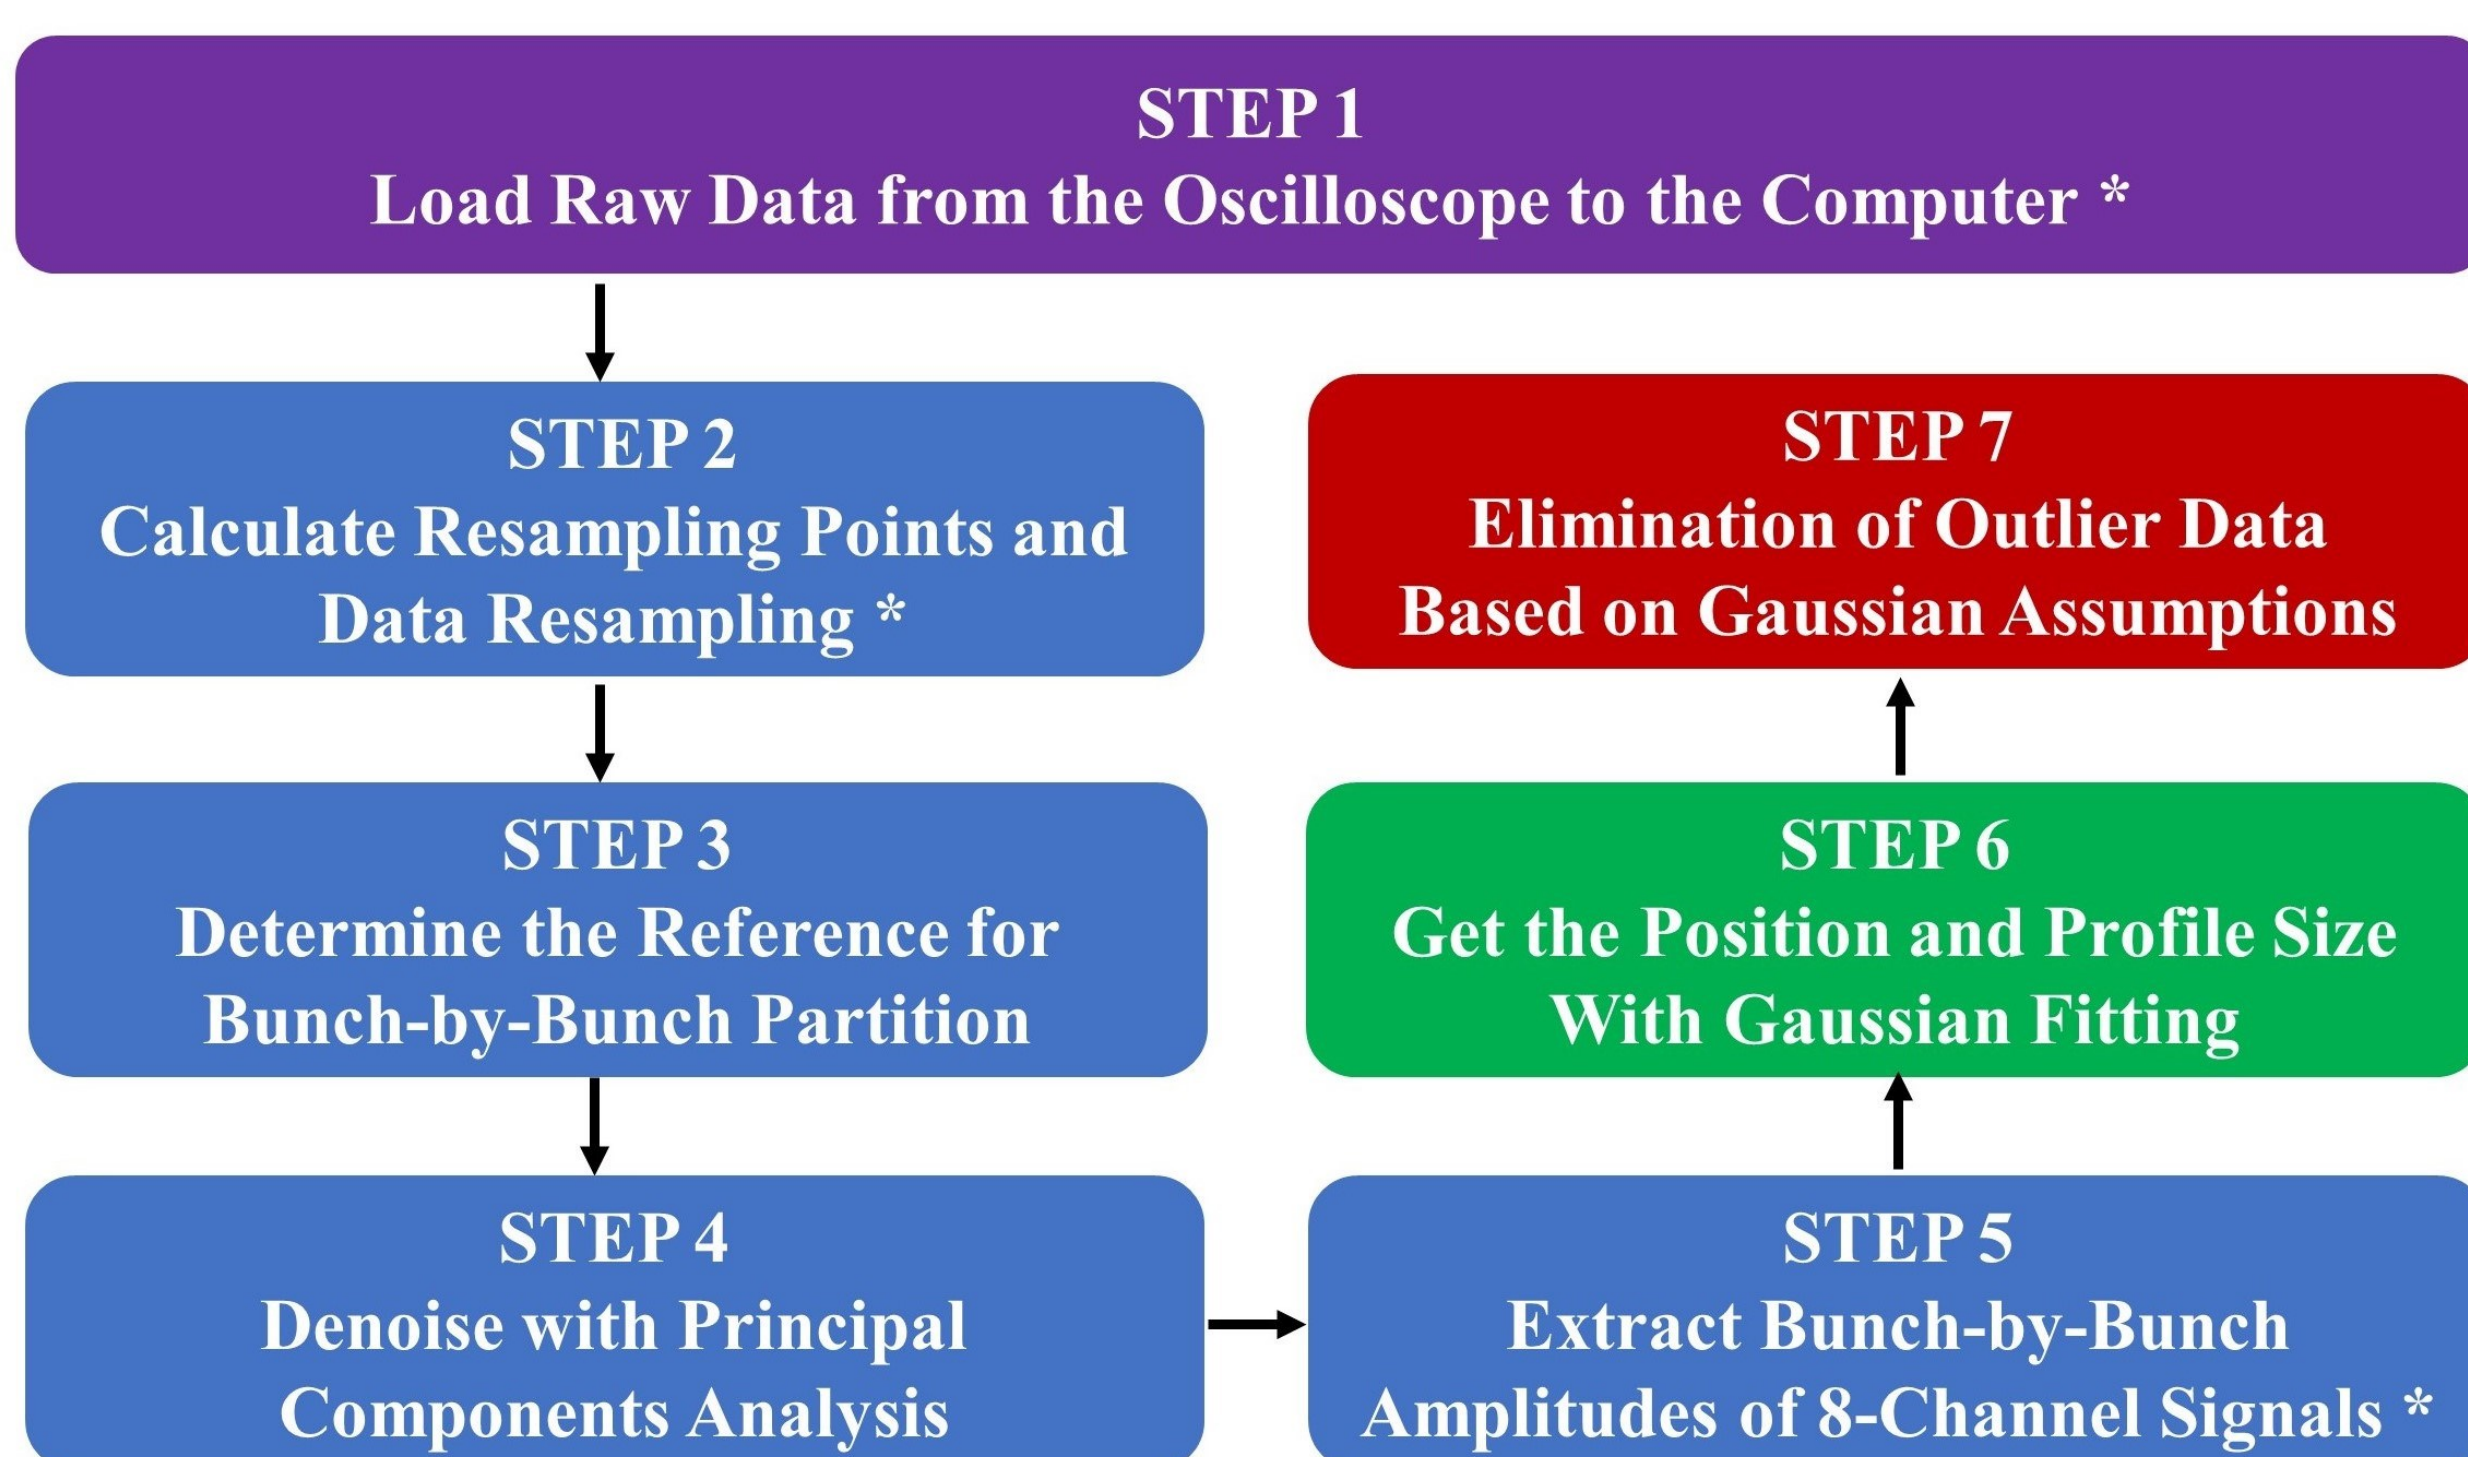 STEP 1
Load Raw Data from the Oscilloscope to the Computer *
STEP 2
Calculate Resampling Points and
Data Resampling *
STEP 3
Determine the Reference for
Bunch-by-Bunch Partition
STEP 4
Denoise with Principal
Components Analysis
STEP 5
Extract Bunch-by-Bunch
Amplitudes of 8-Channel Signals *
STEP 6
Get the Position and Profile Size
With Gaussian Fitting
STEP 7
Elimination of Outlier Data
Based on Gaussian Assumptions